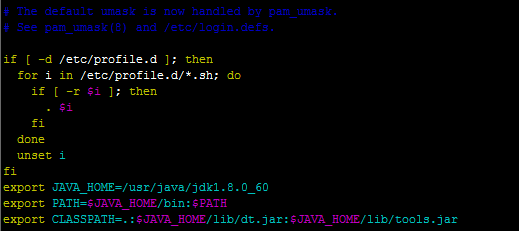 # The default umask is now handled by pam_umask.
# See pam_umask(8) and /etc/login.defs.
if [ -d /etc/profile.d ]; then
for i in /etc/profile.d/*.sh; do
if [ -r $i ]; then
. $i
fi
done
unset i
fi
export JAVA_HOME=/usr/java/jdk1.8.0_60
export PATH=$JAVA_HOME/bin:$PATH
export CLASSPATH=.:$JAVA_HOME/lib/dt.jar:$JAVA_HOME/lib/tools.jar